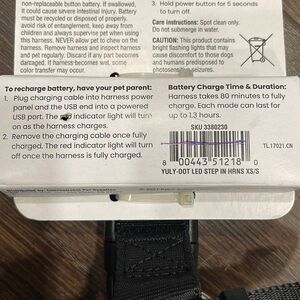 non-replaceable button battery. If swallowed,
it could cause severe internal injury. Battery
must be recycled or disposed of properly.
avoid risk of entanglement, keep away from
children and always supervise pet when using
this item. NEVER allow pet to chew on the
harness. Remove harness and inspect harness
and pet regularly. Discard if any part becomes
damaged. If harness becomes wet, some
color transfer may occur.
3. Hold power button for 5 seconds
to turn off.
Care instructions: Spot clean only.
Do not get LED submerged in water.
CAUTION: This product contains
bright flashing lights that may
cause discomfort to those animals
and humans predisposed to
photosensitive seizures.
To recharge battery, have your pet parent:
1. Plug charging cable into harness power
panel and the USB end into a powered
USB port. The red indicator light will turn
on as the harness charges.
2. Remove the charging cable once fully
charged. The red indicator light will turn
off once the harness is fully charged.
Battery Charge Time & Duration:
Harness takes 80 minutes to fully
charge. Each mode can last for
up to 1.3 hours.
SKU 3380230
TL.17021.CN
8 00443 51218 0
YULY-DOT LED STEP IN HRNS XS/S